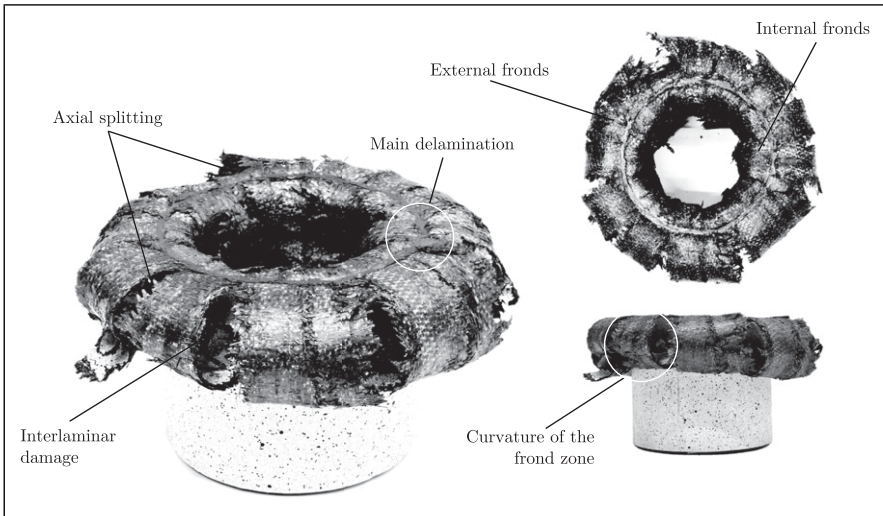 Internal fronds
External fronds
Axial splitting
Main delamination
Interlaminar
damage
Curvature of the
frond zone